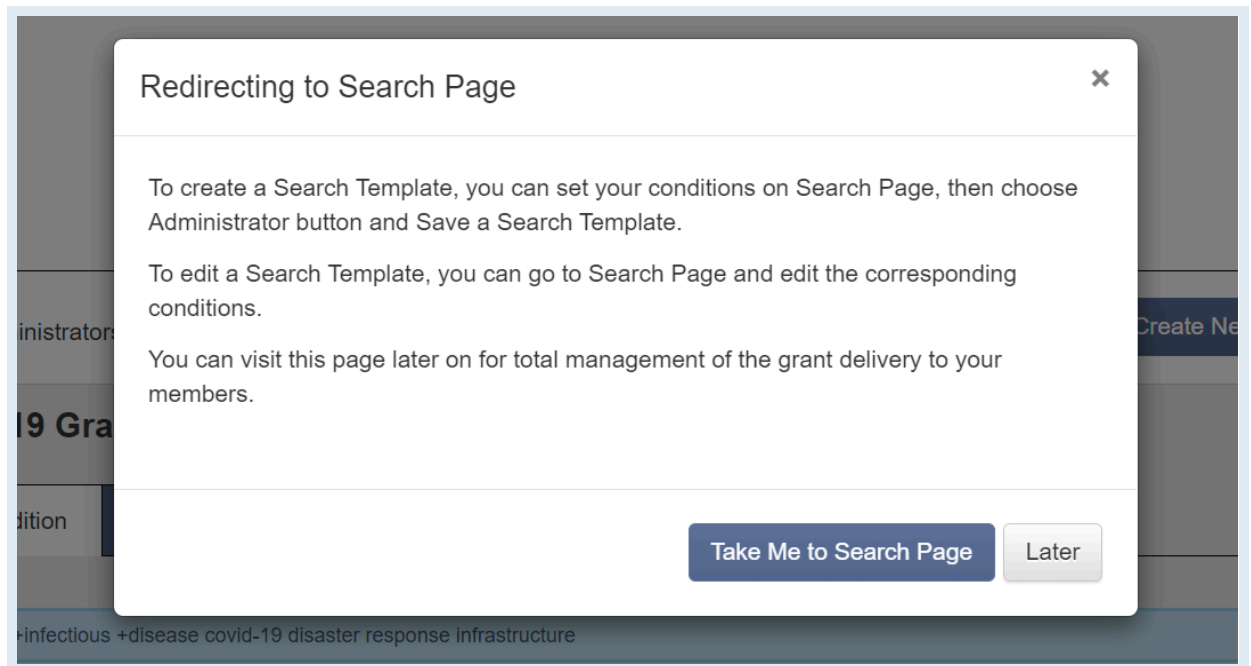 Redirecting to Search Page
×
To create a Search Template, you can set your conditions on Search Page, then choose
Administrator button and Save a Search Template.
To edit a Search Template, you can go to Search Page and edit the corresponding
conditions.
You can visit this page later on for total management of the grant delivery to your
members.
inistrators
Create Ne
19 Gra
dition
Take Me to Search Page
Later
+infectious +disease covid-19 disaster response infrastructure